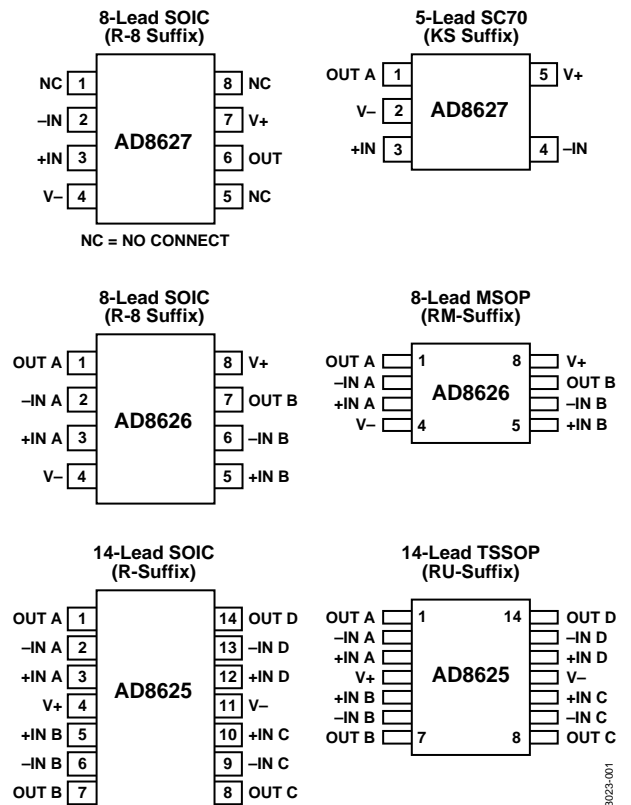 8-Lead SOIC
(R-8 Suffix)
NC 1 8 NC
–IN 2 7 V+
+IN 3 6 OUT
V– 4 5 NC
AD8627
NC = NO CONNECT
5-Lead SC70
(KS Suffix)
OUT A 1 5 V+
V– 2
+IN 3 4 –IN
AD8627
8-Lead SOIC
(R-8 Suffix)
OUT A 1 8 V+
–IN A 2 7 OUT B
+IN A 3 6 –IN B
V– 4 5 +IN B
AD8626
8-Lead MSOP
(RM-Suffix)
OUT A 1 8 V+
–IN A OUT B
+IN A –IN B
V– 4 5 +IN B
AD8626
14-Lead SOIC
(R-Suffix)
OUT A 1 14 OUT D
–IN A 2 13 –IN D
+IN A 3 12 +IN D
V+ 4 11 V–
+IN B 5 10 +IN C
–IN B 6 9 –IN C
OUT B 7 8 OUT C
AD8625
14-Lead TSSOP
(RU-Suffix)
OUT A 1 14 OUT D
–IN A –IN D
+IN A +IN D
V+ V–
+IN B +IN C
–IN B –IN C
OUT B 7 8 OUT C
AD8625